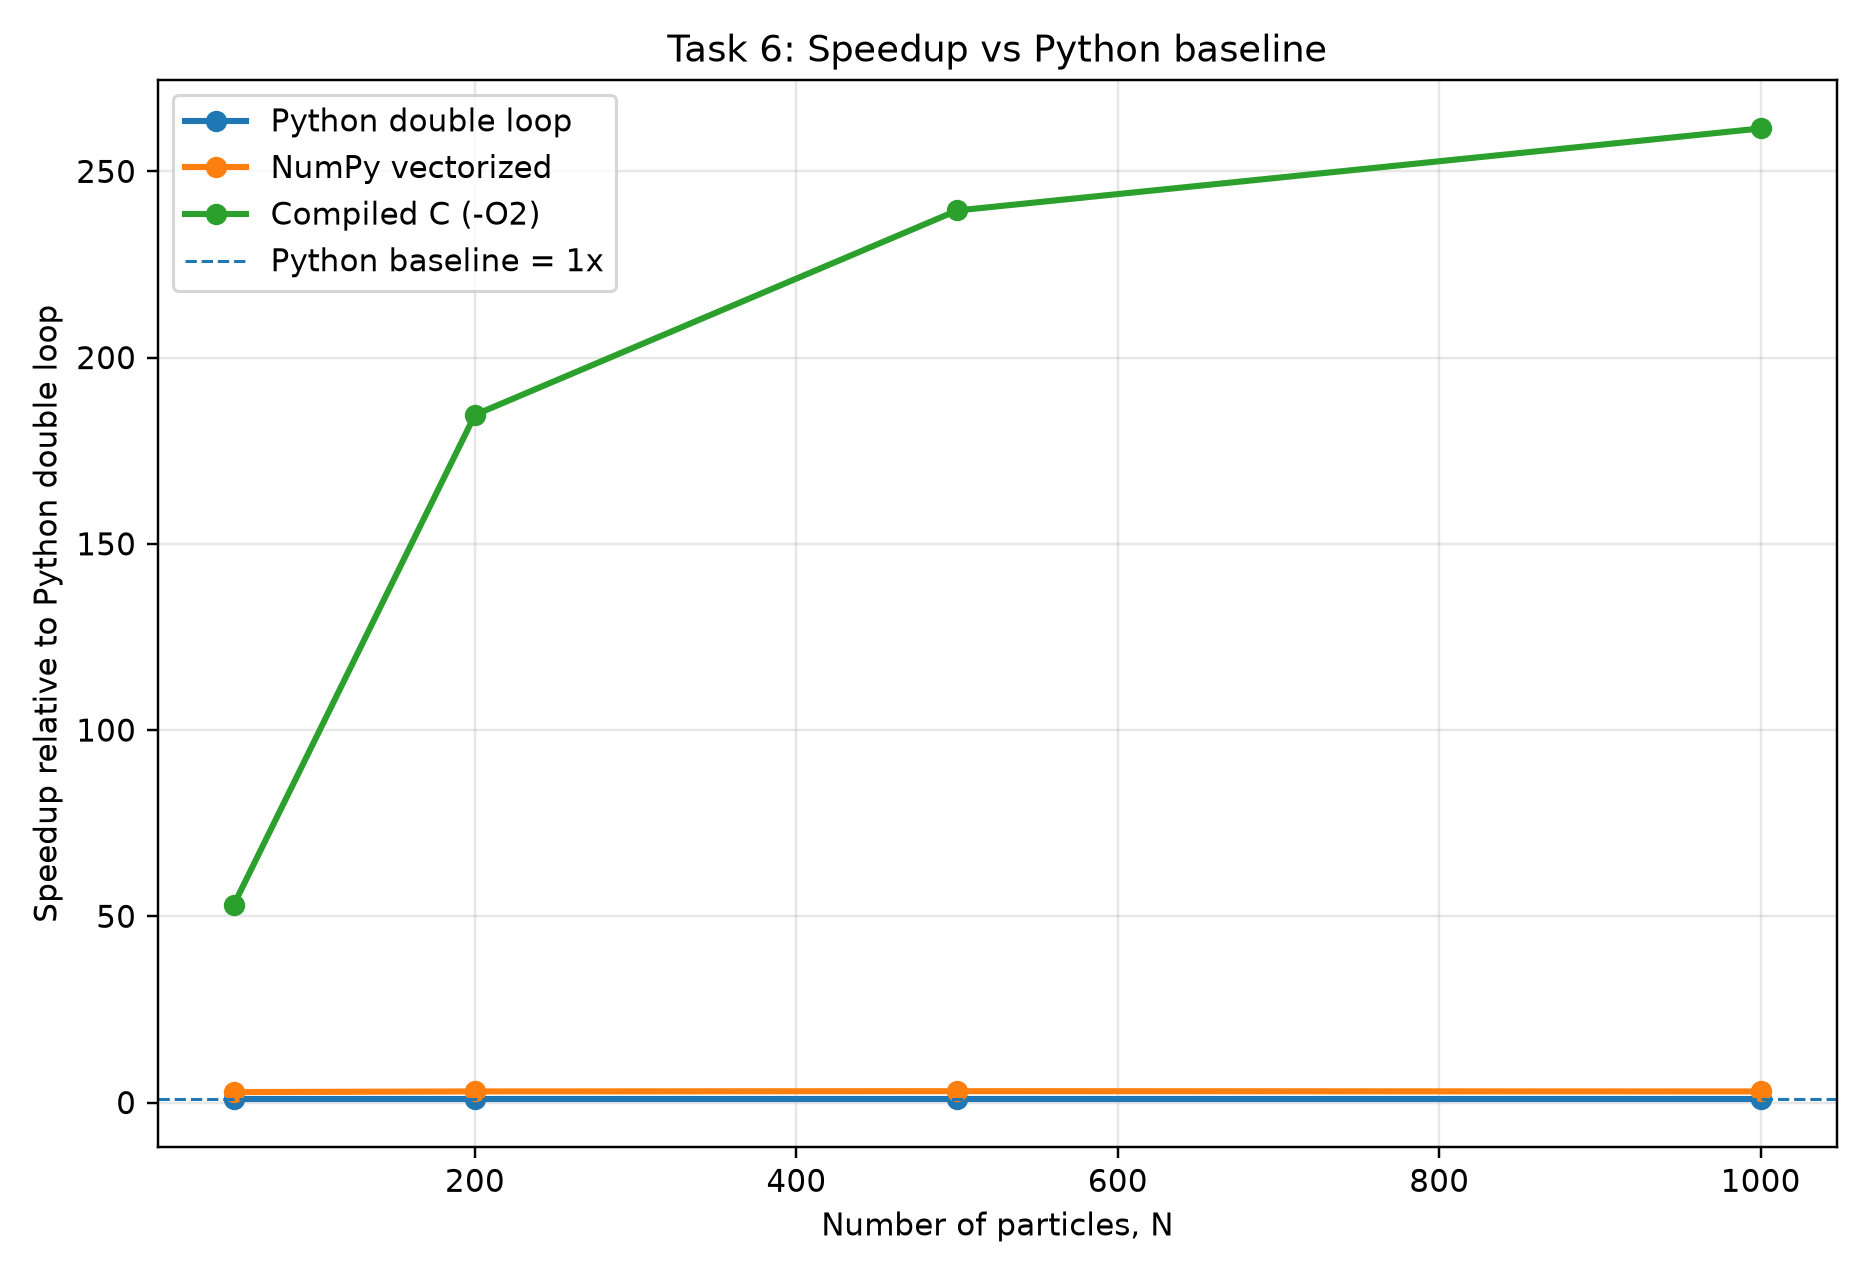 Task 6: Speedup vs Python baseline
Python double loop
NumPy vectorized
Compiled C (-O2)
Python baseline = 1x
Speedup relative to Python double loop
250
200
150
100
50
0
200 400 600 800 1000
Number of particles, N